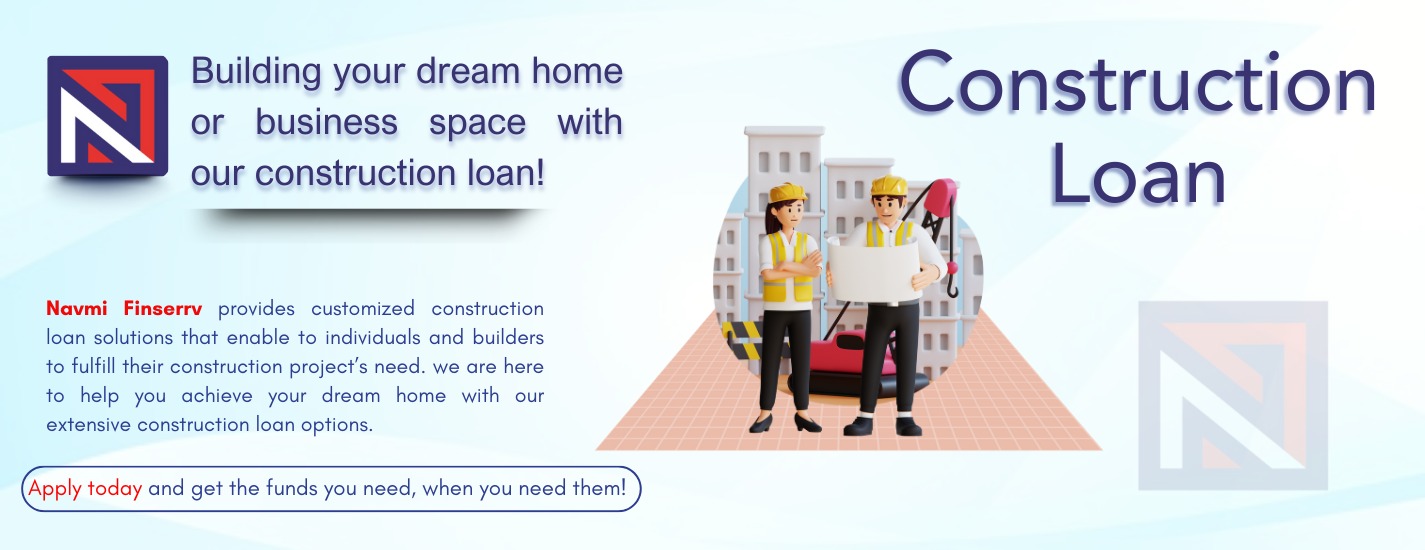 Building your dream home
or business space with
our construction loan!
Construction
Loan
Navmi Finserrv provides customized construction
loan solutions that enable to individuals and builders
to fulfill their construction project's need. we are here
to help you achieve your dream home with our
extensive construction loan options.
Apply today and get the funds you need, when you need them!